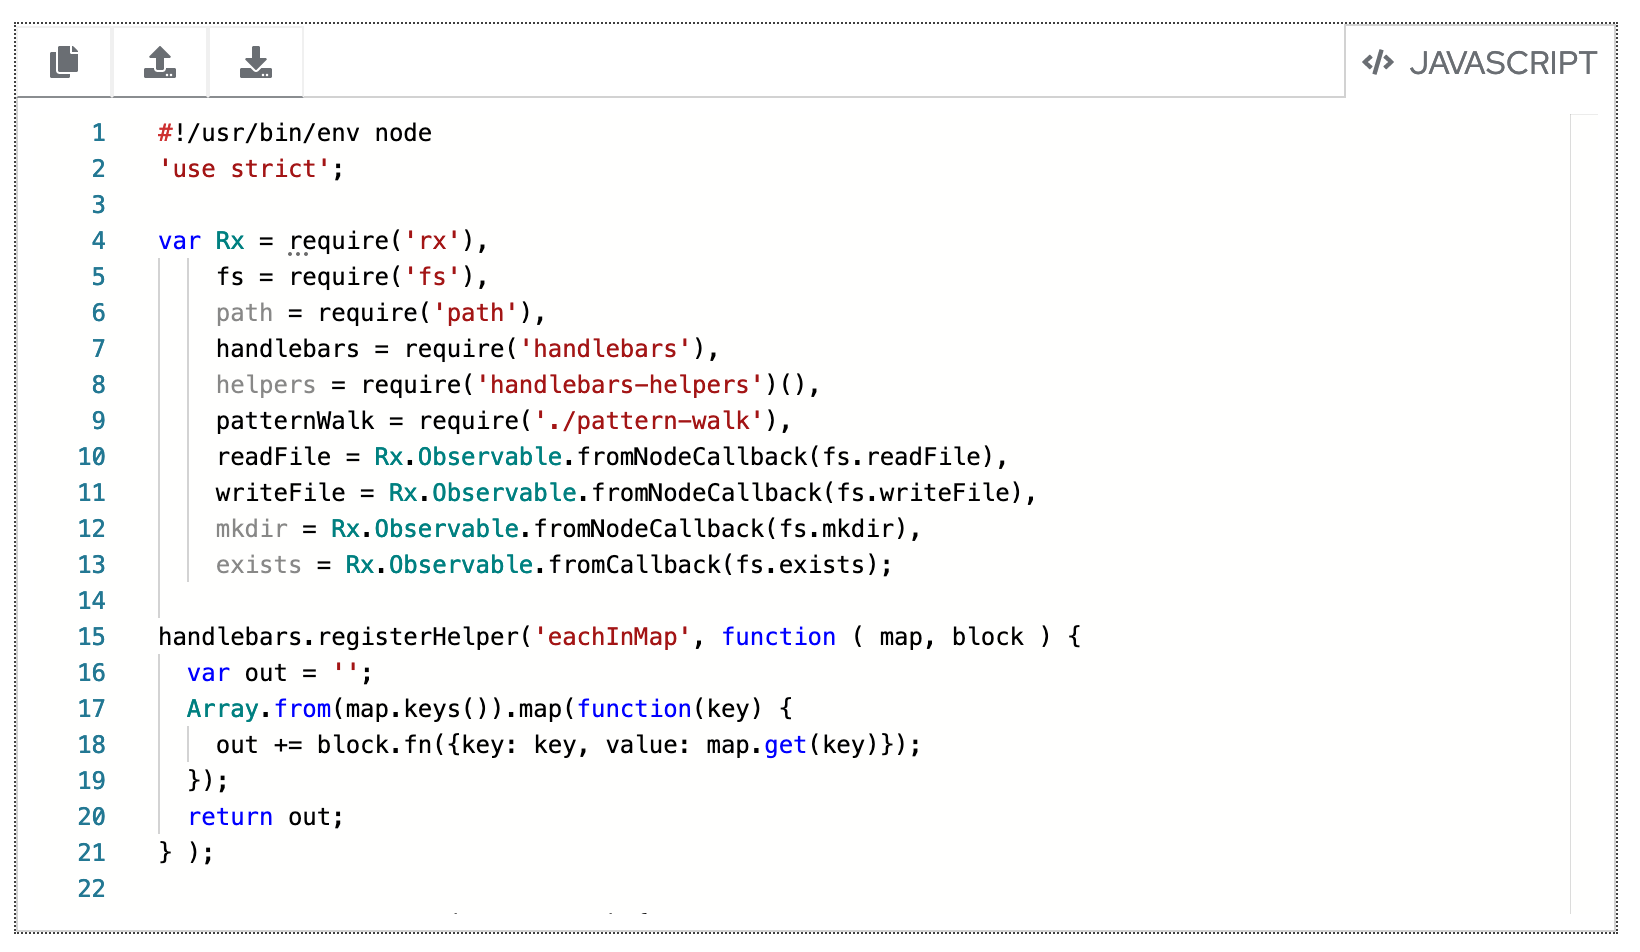 </> JAVASCRIPT
1 #!/usr/bin/env node
2 'use strict';
3
4 var Rx = require('rx'),
5     fs = require('fs'),
6     path = require('path'),
7     handlebars = require('handlebars'),
8     helpers = require('handlebars-helpers')(),
9     patternWalk = require('./pattern-walk'),
10     readFile = Rx.Observable.fromNodeCallback(fs.readFile),
11     writeFile = Rx.Observable.fromNodeCallback(fs.writeFile),
12     mkdir = Rx.Observable.fromNodeCallback(fs.mkdir),
13     exists = Rx.Observable.fromCallback(fs.exists);
14
15 handlebars.registerHelper('eachInMap', function ( map, block ) {
16   var out = '';
17   Array.from(map.keys()).map(function(key) {
18     out += block.fn({key: key, value: map.get(key)});
19   });
20   return out;
21 } );
22